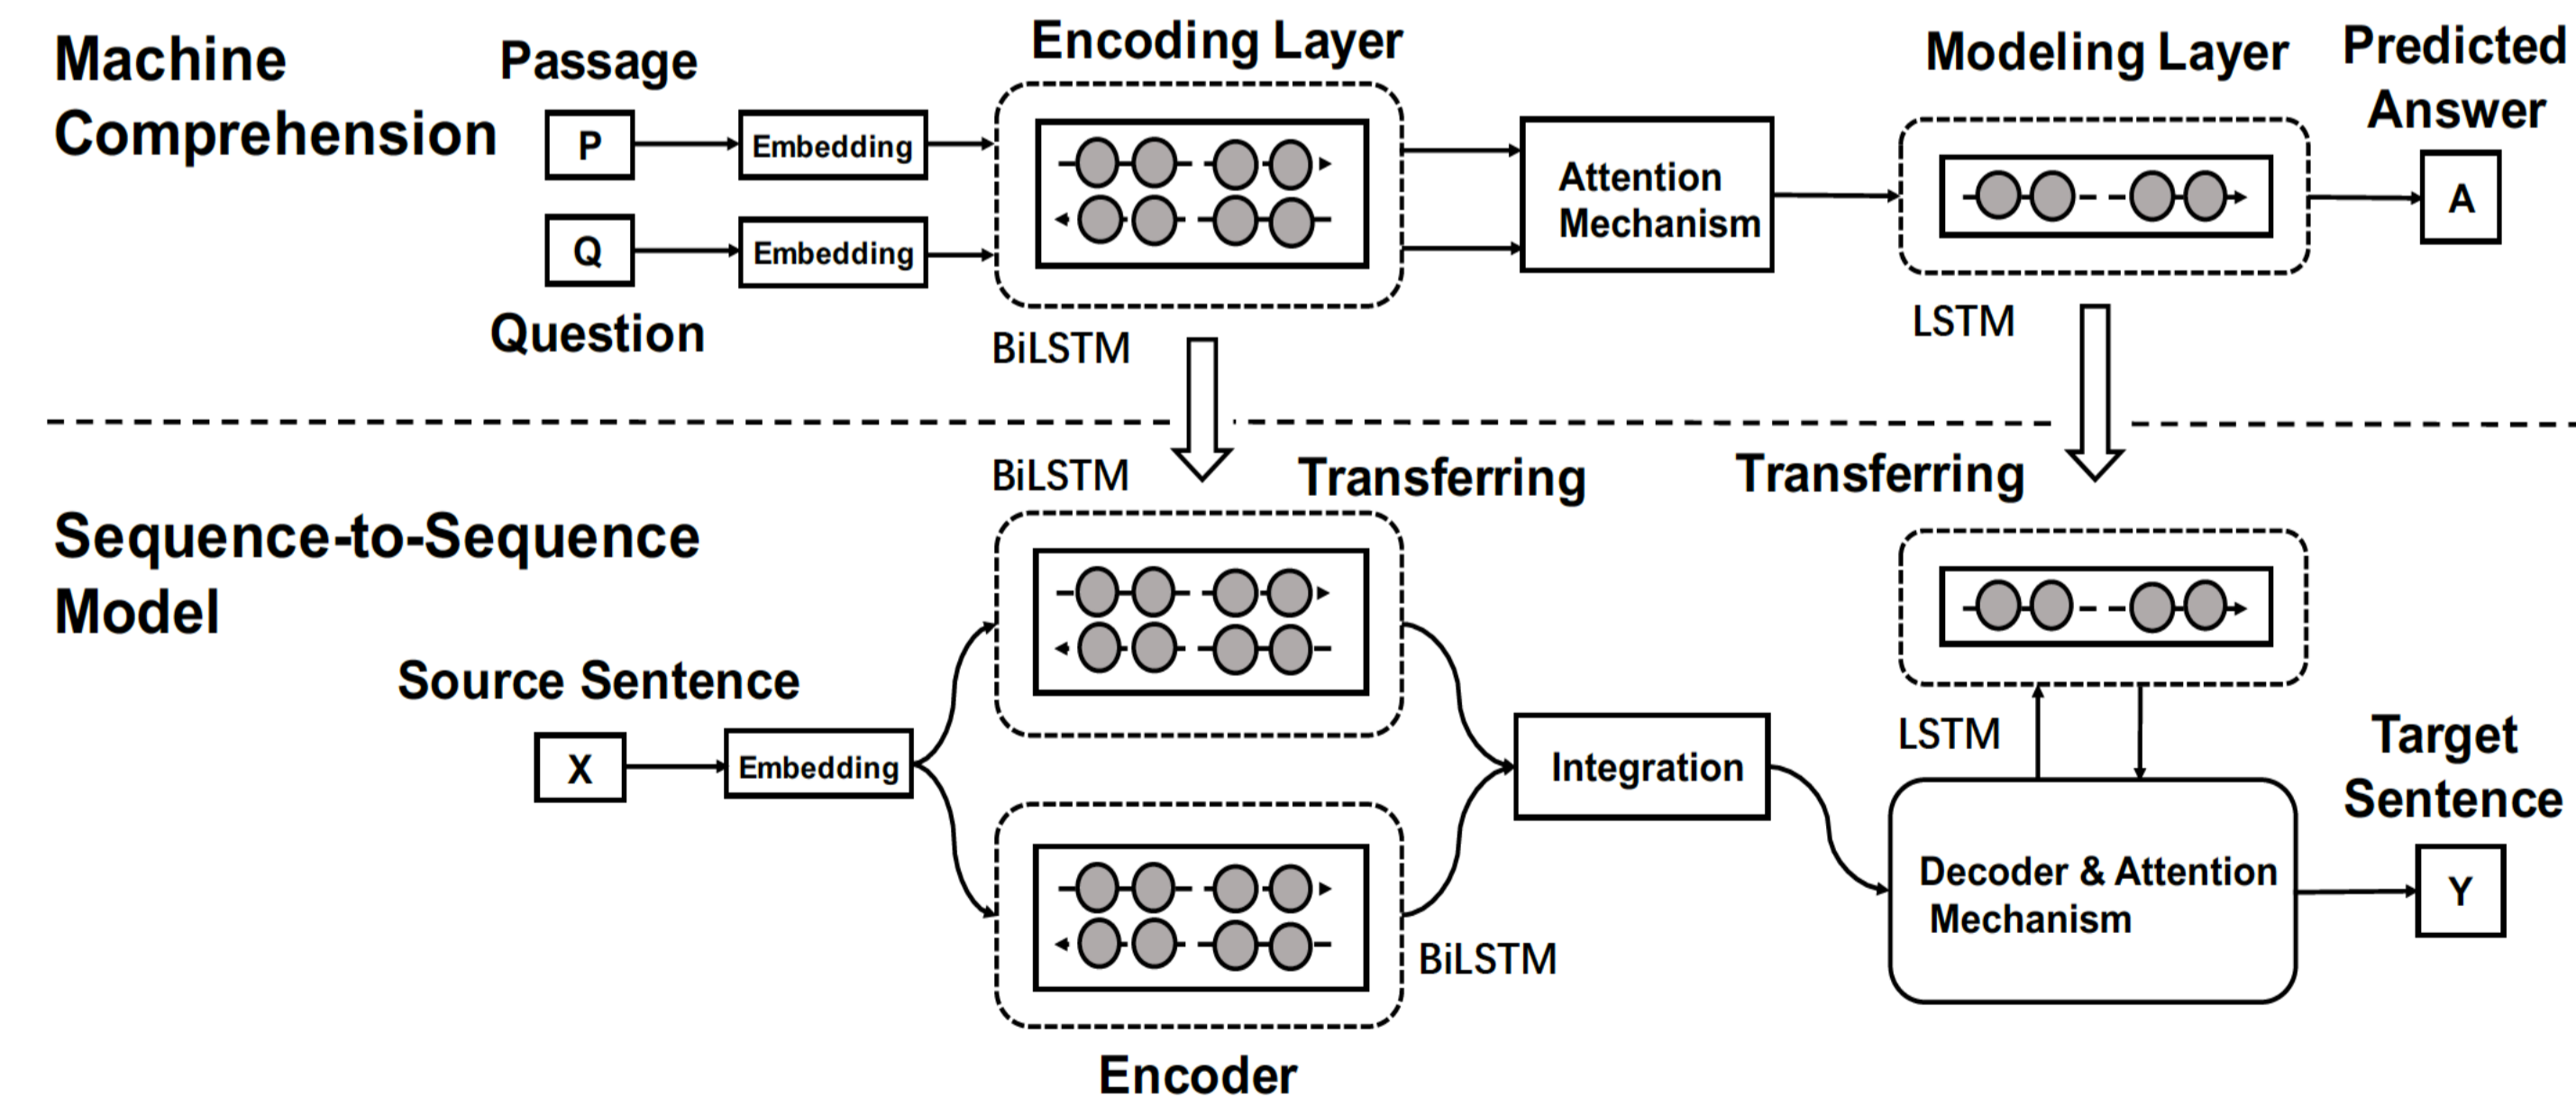 Machine
Comprehension
Passage
P
Embedding
Q
Embedding
Question
Encoding Layer
BiLSTM
Attention
Mechanism
Modeling Layer
LSTM
Predicted
Answer
A
Transferring
Transferring
Sequence-to-Sequence
Model
Source Sentence
X
Embedding
BiLSTM
BiLSTM
Encoder
Integration
LSTM
Decoder & Attention
Mechanism
Target
Sentence
Y